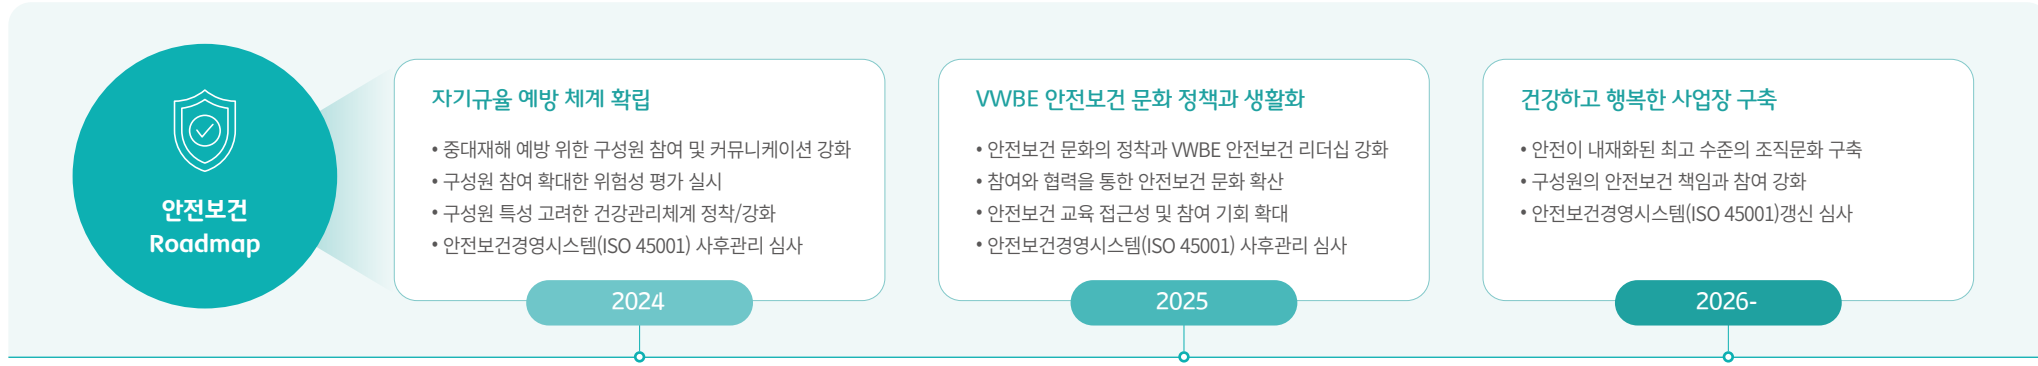 안전보건
Roadmap
자기규율 예방 체계 확립
• 중대재해 예방 위한 구성원 참여 및 커뮤니케이션 강화
• 구성원 참여 확대한 위험성 평가 실시
• 구성원 특성 고려한 건강관리체계 정착/강화
• 안전보건경영시스템(ISO 45001) 사후관리 심사
2024
VWBE 안전보건 문화 정책과 생활화
• 안전보건 문화의 정착과 VWBE 안전보건 리더십 강화
• 참여와 협력을 통한 안전보건 문화 확산
• 안전보건 교육 접근성 및 참여 기회 확대
• 안전보건경영시스템(ISO 45001) 사후관리 심사
2025
건강하고 행복한 사업장 구축
• 안전이 내재화된 최고 수준의 조직문화 구축
• 구성원의 안전보건 책임과 참여 강화
• 안전보건경영시스템(ISO 45001)갱신 심사
2026-